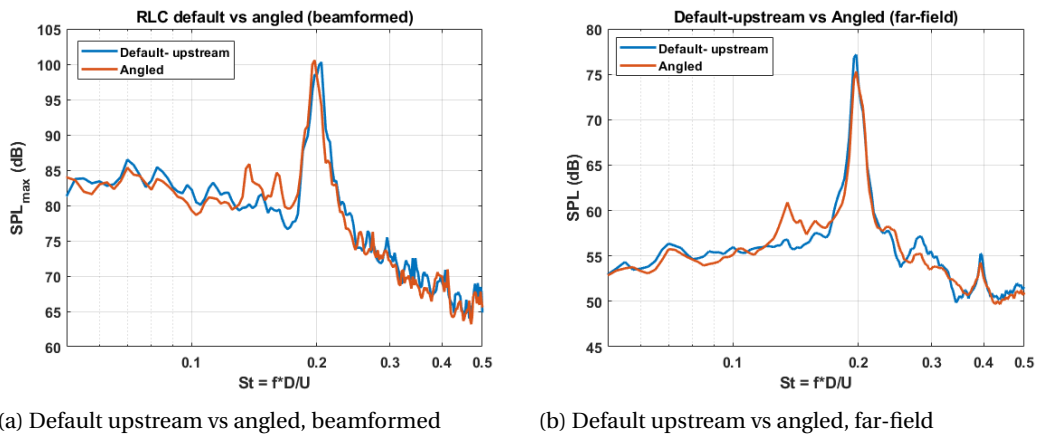 RLC default vs angled (beamformed)
105
100
95
90
85
80
75
70
65
60
SPLmax (dB)
Default- upstream
Angled
0.1
0.2
0.3
0.4
0.5
St = f*D/U
(a) Default upstream vs angled, beamformed
Default-upstream vs Angled (far-field)
80
75
70
65
60
55
50
45
SPL (dB)
Default-upstream
Angled
0.1
0.2
0.3
0.4
0.5
St = f*D/U
(b) Default upstream vs angled, far-field